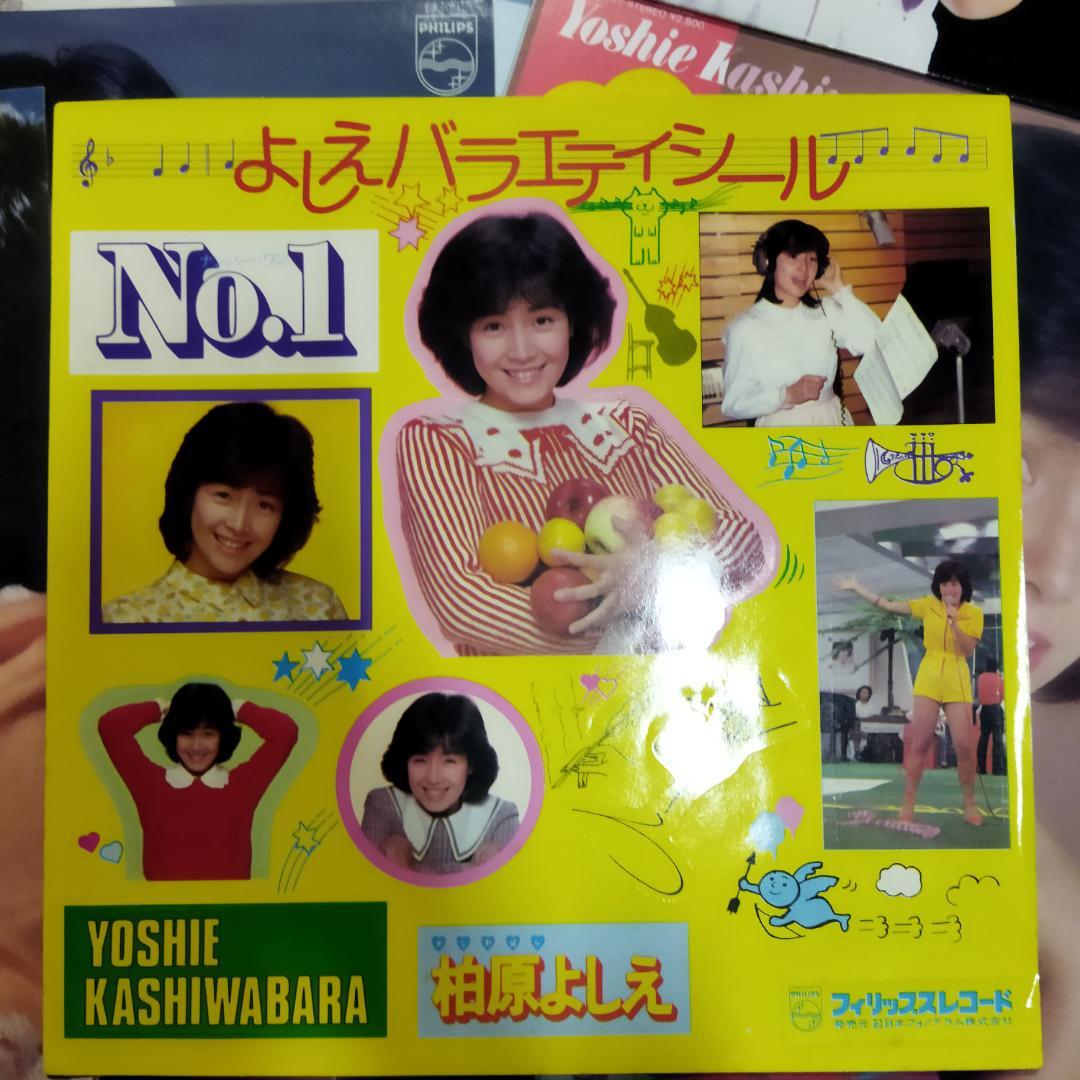 PHILIPS
STEREO ¥2,800
Yoshie Kashi
よしえバラエティシール
ナンバー・ワン
No.1
YOSHIE
KASHIWABARA
かしわばら
柏原よしえ
PHILIPS
フィリップスレコード
発売元 日本フォノグラム株式会社